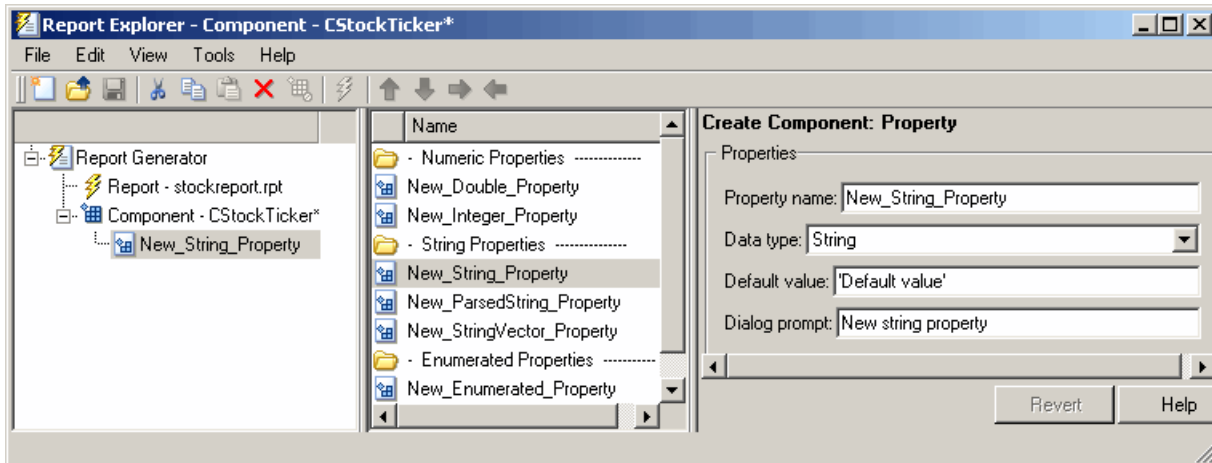 Report Explorer - Component - CStockTicker*
File Edit View Tools Help
Report Generator
Report - stockreport.rpt
Component - CStockTicker*
New_String_Property
Name
- Numeric Properties -------------
New_Double_Property
New_Integer_Property
- String Properties --------------
New_String_Property
New_ParsedString_Property
New_StringVector_Property
- Enumerated Properties ----------
New_Enumerated_Property
Create Component: Property
Properties
Property name: New_String_Property
Data type: String
Default value: 'Default value'
Dialog prompt: New string property
Revert Help